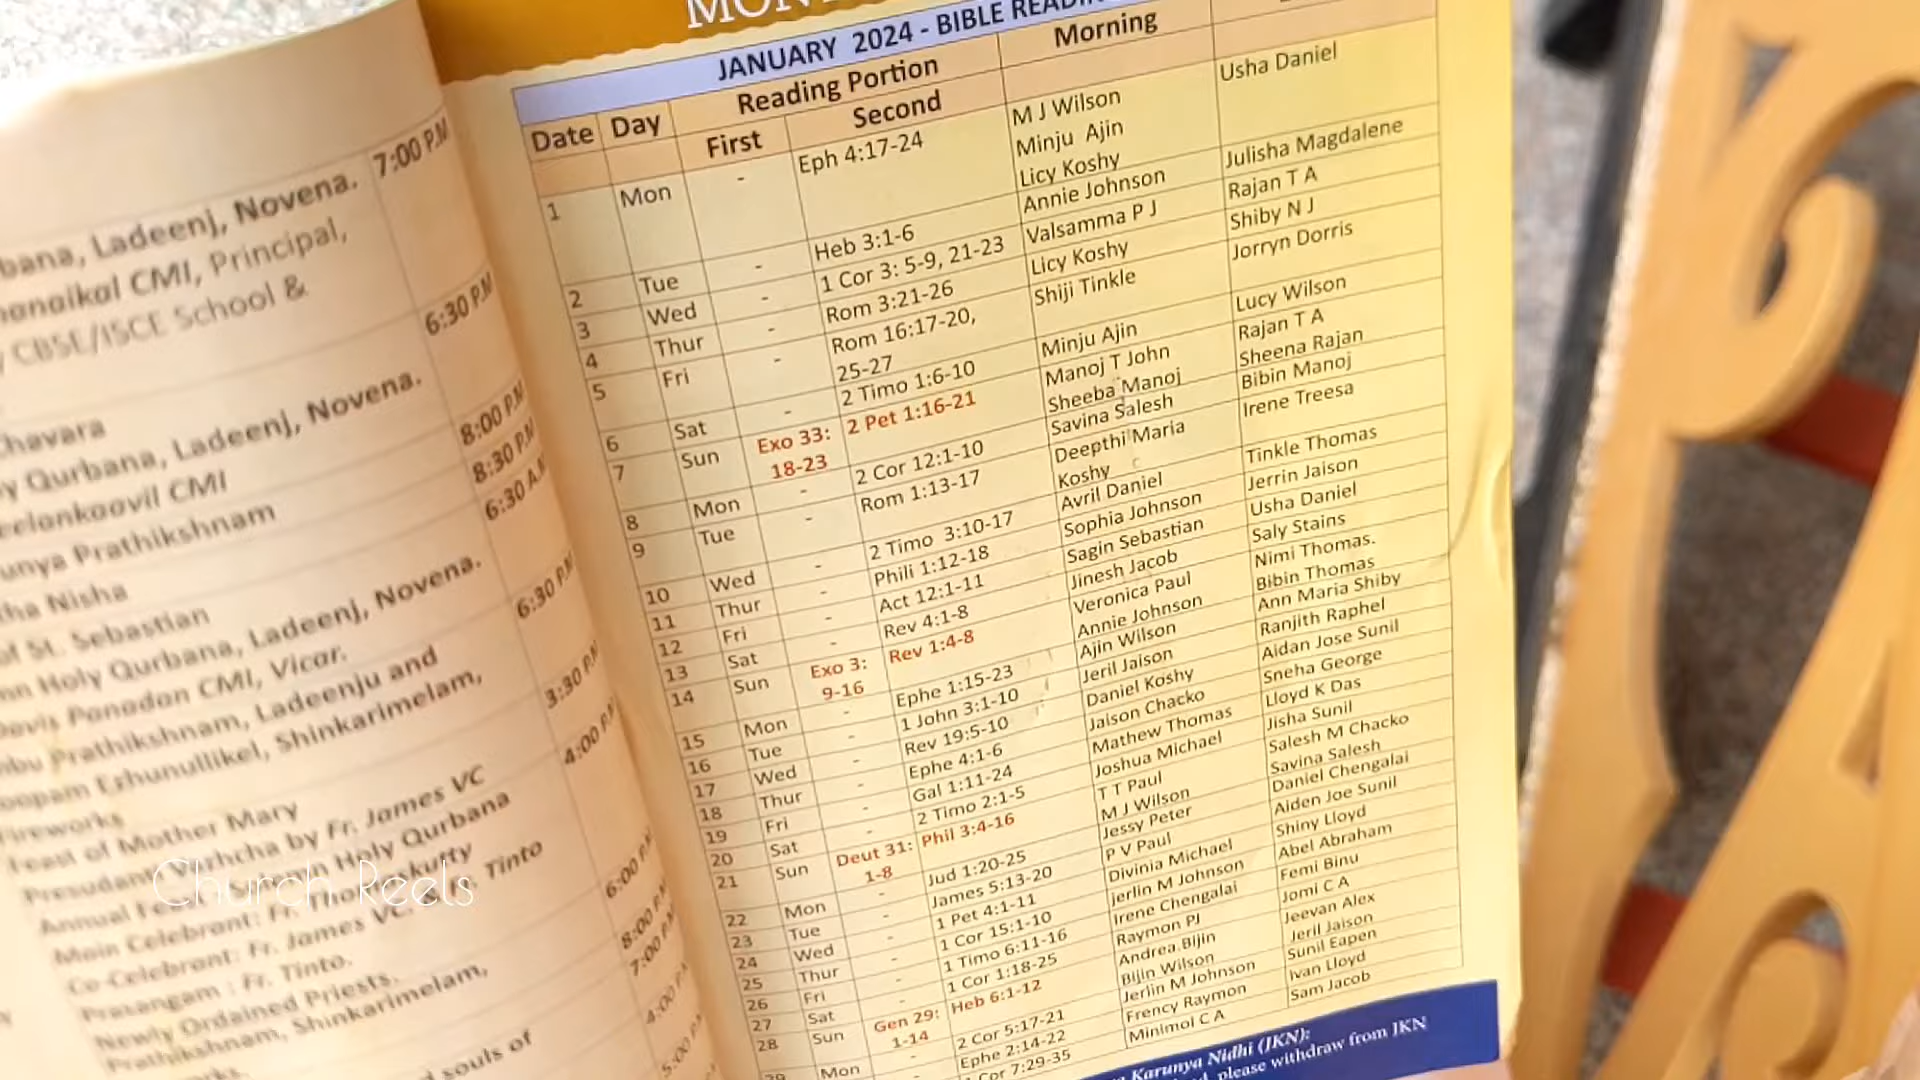 7:00 P.M
bana, Ladeenj, Novena.
CMI, Principal,
CBSE/ISCE School &
6:30 P.M
Chavara
Qurbana, Ladeenj, Novena.
CMI
8:00 P.M
Prathikshnam
8:30 P.M
Nisha
6:30 A.M
of St. Sebastian
Holy Qurbana, Ladeenj, Novena.
6:30 P.M
Davis Panadan CMI, Vicar.
Prathikshnam, Ladeenju and
Ezhunullikel, Shinkarimelam,
3:30 P.M
Fireworks
4:00 P.M
Feast of Mother Mary
by Fr. James VC
Holy Qurbana
Main Celebrant: Fr.
Co-Celebrant: Fr. James VC. Tinto
Prasangam : Fr. Tinto.
6:00 P.M
Newly Ordained Priests.
8:00 P.M
Prathikshnam, Shinkarimelam,
7:00 P.M
4:00 P.
souls of
5:00 P.
Church Reels
JANUARY 2024 - BIBLE READIN
Reading Portion Morning
Date Day First Second
1 Mon - Eph 4:17-24 M J Wilson Usha Daniel
Minju Ajin
Licy Koshy
2 Tue - Heb 3:1-6 Annie Johnson Julisha Magdalene
3 Wed - 1 Cor 3: 5-9, 21-23 Valsamma P J Rajan T A
4 Thur - Rom 3:21-26 Licy Koshy Shiby N J
5 Fri - Rom 16:17-20, Shiji Tinkle Jorryn Dorris
25-27
6 Sat - 2 Timo 1:6-10 Minju Ajin Lucy Wilson
7 Sun Exo 33: 2 Pet 1:16-21 Manoj T John Rajan T A
18-23 Sheeba Manoj Sheena Rajan
8 Mon - 2 Cor 12:1-10 Savina Salesh Bibin Manoj
9 Tue - Rom 1:13-17 Deepthi Maria Irene Treesa
Koshy
10 Wed - 2 Timo 3:10-17 Avril Daniel Tinkle Thomas
11 Thur - Phili 1:12-18 Sophia Johnson Jerrin Jaison
12 Fri - Act 12:1-11 Sagin Sebastian Usha Daniel
13 Sat - Rev 4:1-8 Jinesh Jacob Saly Stains
14 Sun Exo 3: Rev 1:4-8 Veronica Paul Nimi Thomas.
9-16 Annie Johnson Bibin Thomas
15 Mon - Ephe 1:15-23 Ajin Wilson Ann Maria Shiby
16 Tue - 1 John 3:1-10 Jeril Jaison Ranjith Raphel
17 Wed - Rev 19:5-10 Daniel Koshy Aidan Jose Sunil
18 Thur - Ephe 4:1-6 Jaison Chacko Sneha George
19 Fri - Gal 1:11-24 Mathew Thomas Lloyd K Das
20 Sat - 2 Timo 2:1-5 Joshua Michael Jisha Sunil
21 Sun Deut 31: Phil 3:4-16 T T Paul Salesh M Chacko
1-8 M J Wilson Savina Salesh
22 Mon - Jud 1:20-25 Jessy Peter Daniel Chengalai
23 Tue - James 5:13-20 P V Paul Aiden Joe Sunil
24 Wed - 1 Pet 4:1-11 Divinia Michael Shiny Lloyd
25 Thur - 1 Cor 15:1-10 jerlin M Johnson Abel Abraham
26 Fri - 1 Timo 6:11-16 Irene Chengalai Femi Binu
27 Sat - 1 Cor 1:18-25 Raymon PJ Jomi C A
28 Sun Gen 29: Heb 6:1-12 Andrea.Bijin Jeevan Alex
1-14 Bijin Wilson Jeril Jaison
29 Mon - 2 Cor 5:17-21 Jerlin M Johnson Sunil Eapen
Ephe 2:14-22 Frency Raymon Ivan Lloyd
Cor 7:29-35 Minimol C A Sam Jacob
Karunya Nidhi (JKN):
please withdraw from JKN